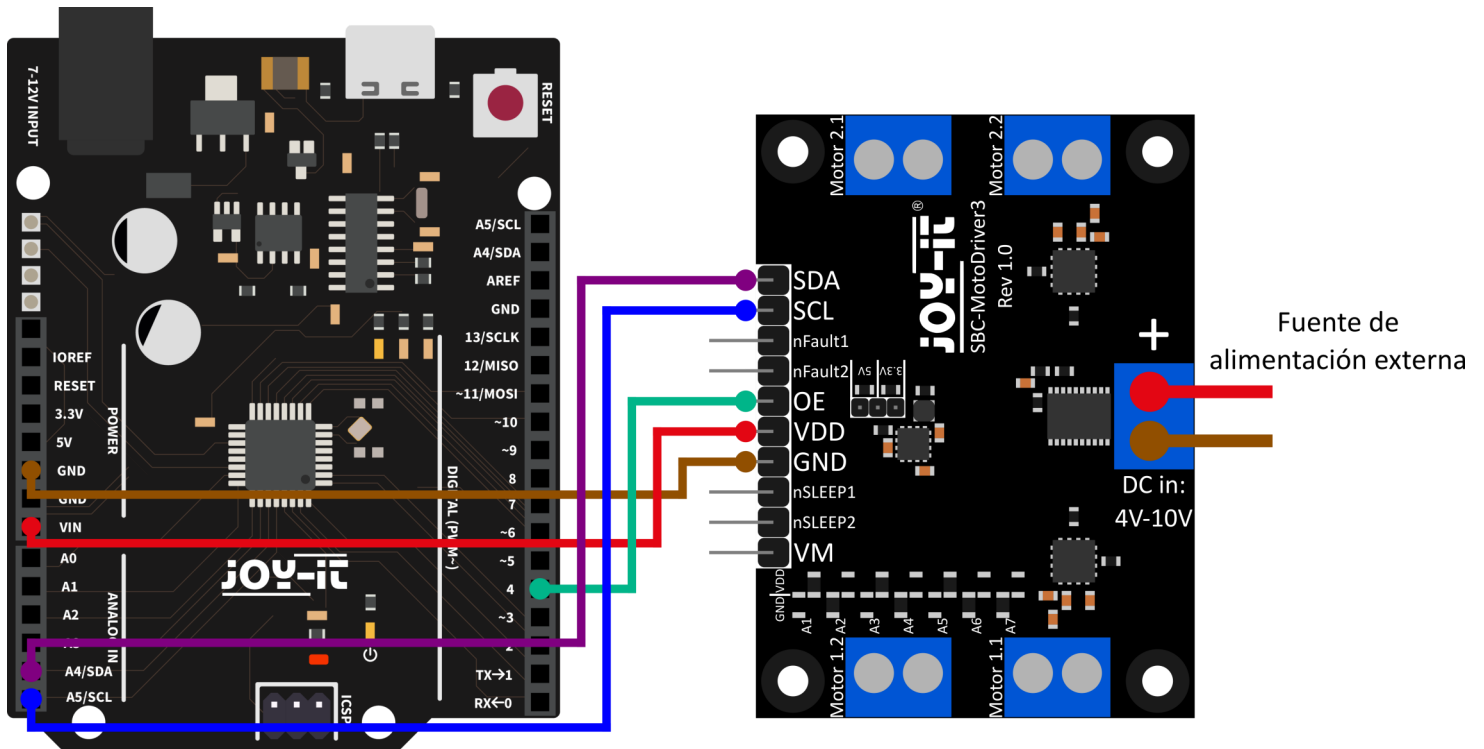 7-12V INPUT
RESET
A5/SCL
A4/SDA
AREF
GND
13/SCLK
12/MISO
~11/MOSI
~10
~9
8
7
~6
~5
4
~3
2
TX→1
RX←0
DIGITAL (PWM~)
IOREF
RESET
3.3V
5V
GND
GND
VIN
POWER
A0
A1
A2
A3
A4/SDA
A5/SCL
ANALOG IN
JOY-iT
ICSP
Motor 2.1
Motor 2.2
JOY-iT®
SBC-MotoDriver3
Rev 1.0
SDA
SCL
nFault1
nFault2
OE
VDD
GND
nSLEEP1
nSLEEP2
VM
5V
3.3V
+
DC in:
4V-10V
GND
VDD
A1
A2
A3
A4
A5
A6
A7
Motor 1.2
Motor 1.1
Fuente de
alimentación externa